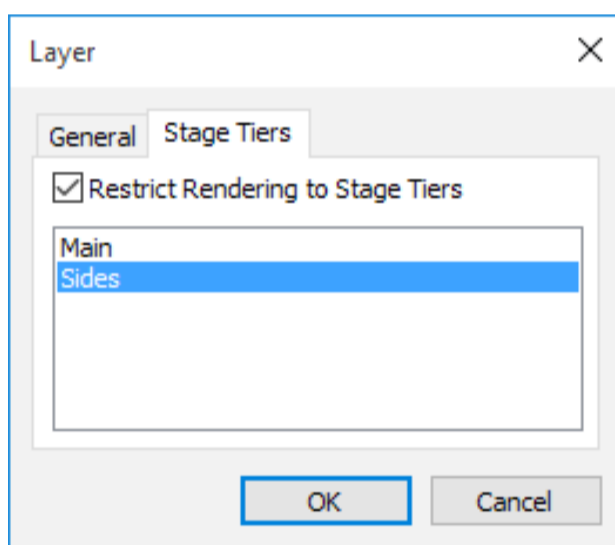 Layer
General Stage Tiers
Restrict Rendering to Stage Tiers
Main
Sides
OK Cancel